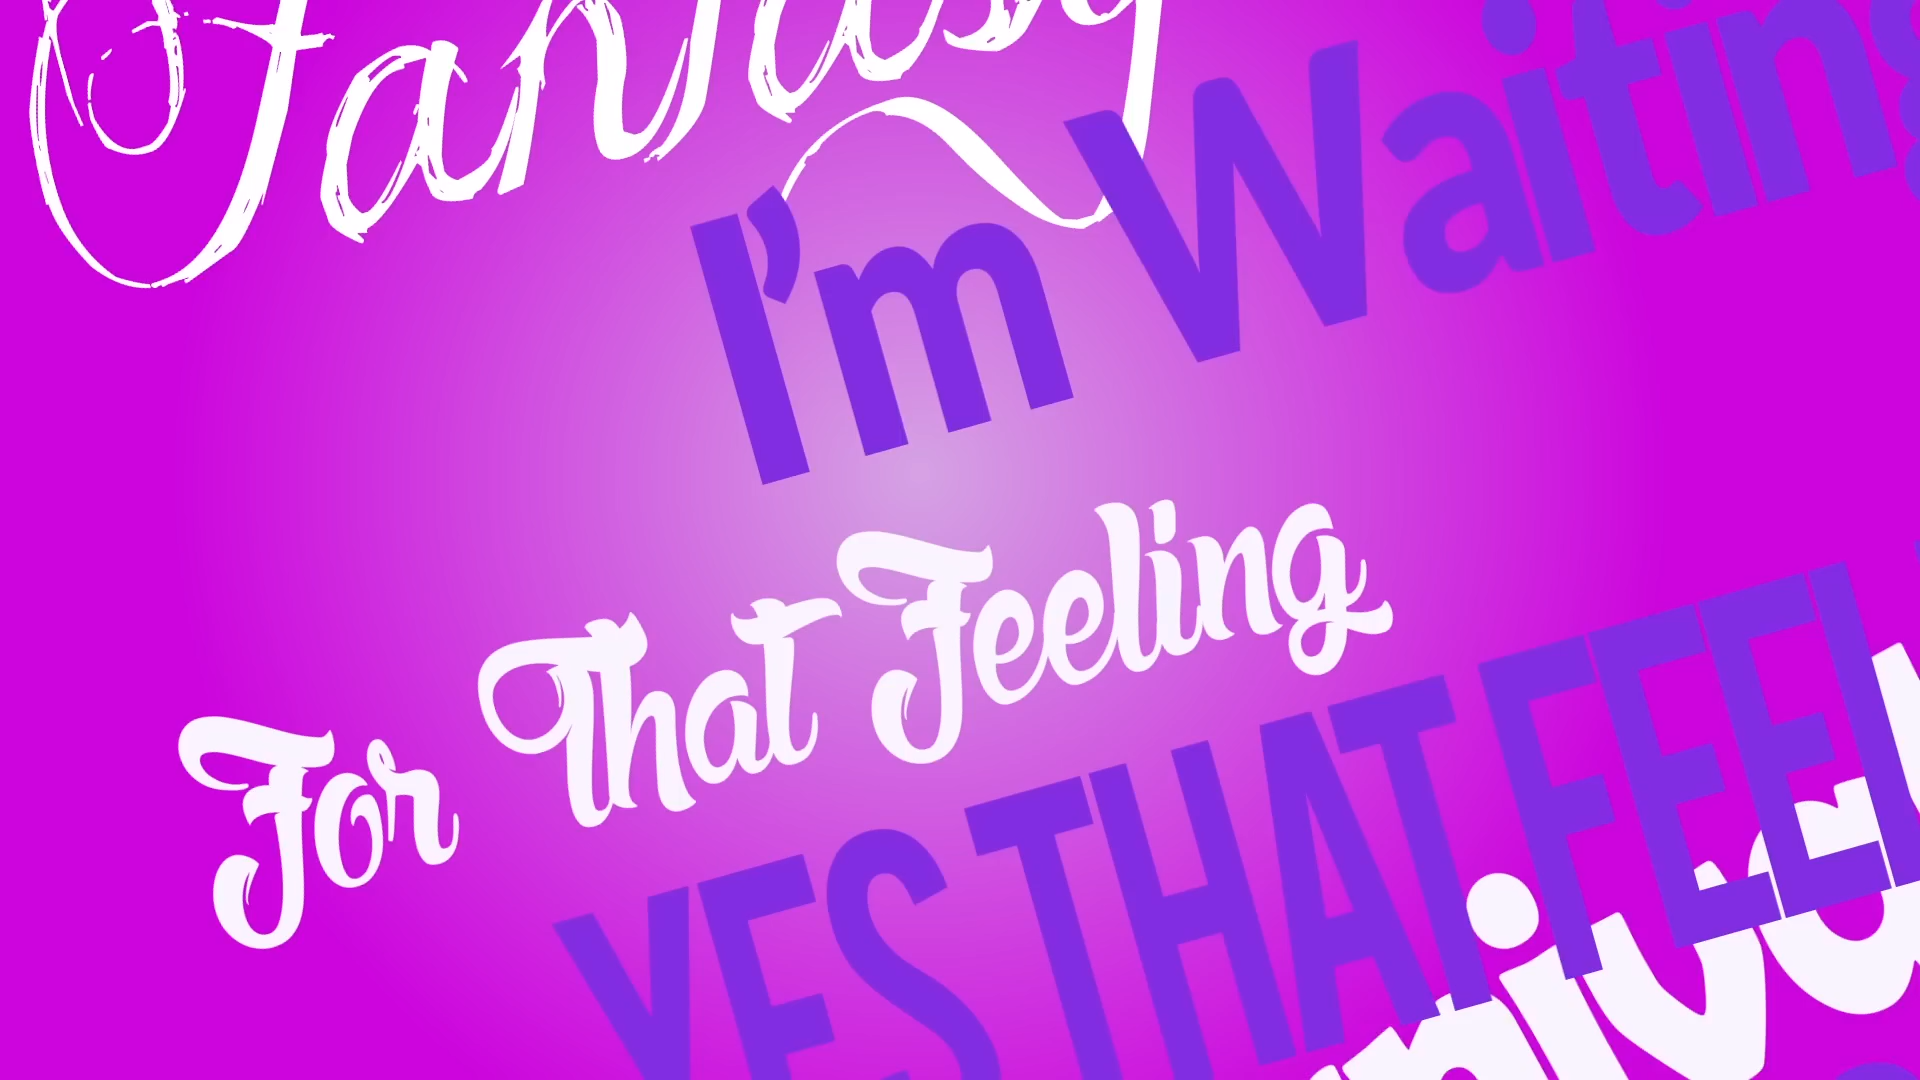 Fantasy
I'm Waiting
For That Feeling
YES THAT FEEL